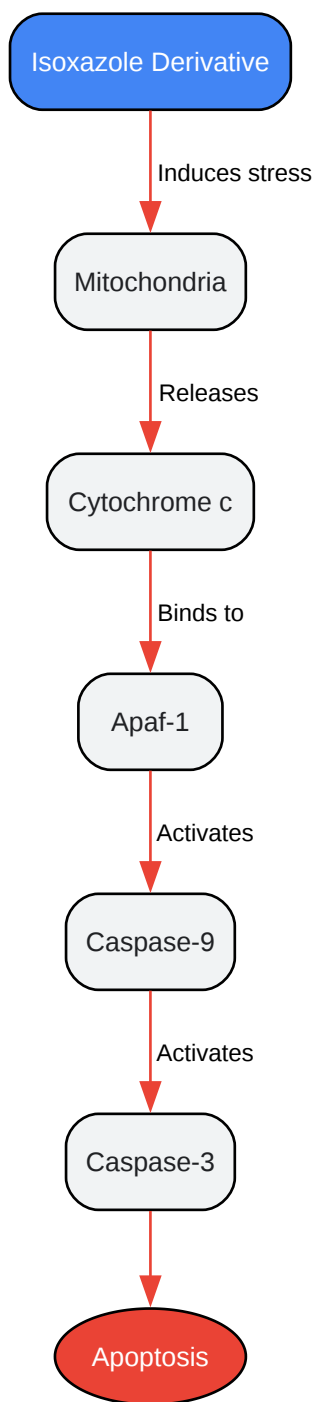 Isoxazole Derivative
Induces stress
Mitochondria
Releases
Cytochrome c
Binds to
Apaf-1
Activates
Caspase-9
Activates
Caspase-3
Apoptosis